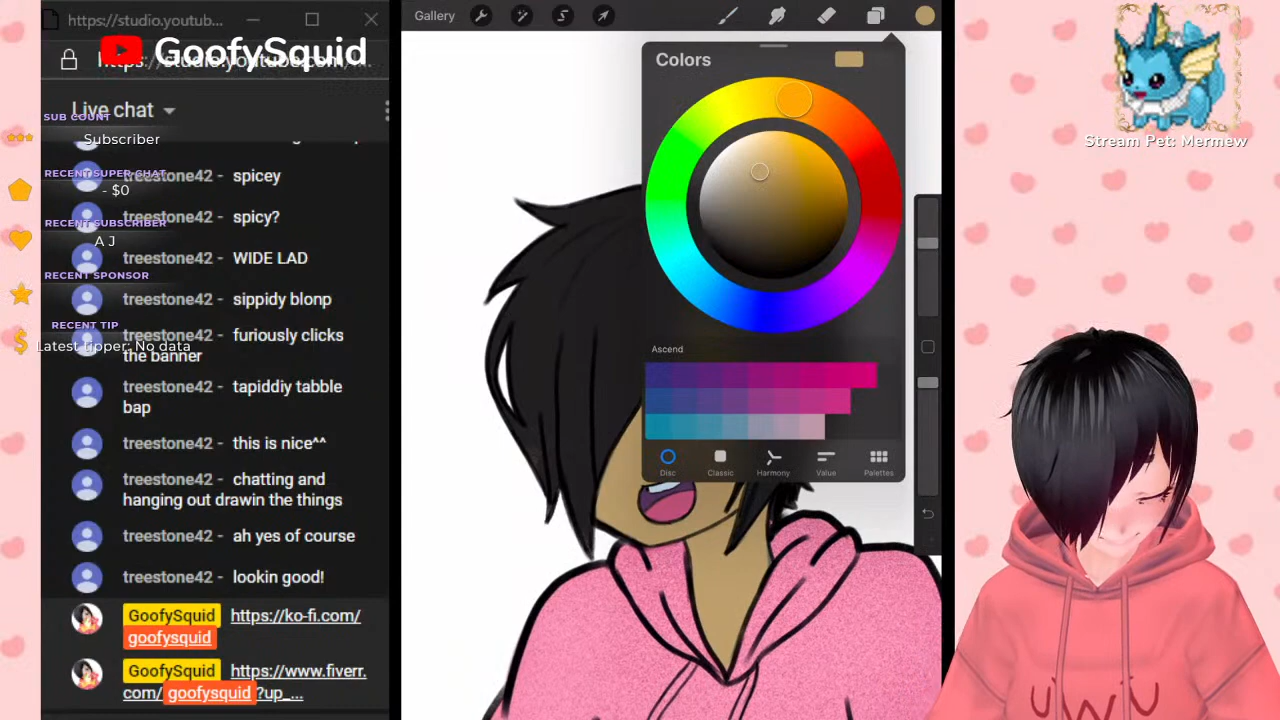 https://studio.youtub...
GoofySquid
https://studio.youtube.com/...
Live chat
SUB COUNT
Subscriber
RECENT SUPER CHAT
- $0
RECENT SUBSCRIBER
A J
RECENT SPONSOR
RECENT TIP
Latest tipper: No data
treestone42 - spicey
treestone42 - spicy?
treestone42 - WIDE LAD
treestone42 - sippidy blonp
treestone42 - furiously clicks
the banner
treestone42 - tapiddiy tabble
bap
treestone42 - this is nice^^
treestone42 - chatting and
hanging out drawin the things
treestone42 - ah yes of course
treestone42 - lookin good!
GoofySquid https://ko-fi.com/
goofysquid
GoofySquid https://www.fiverr.
com/goofysquid?up_...
Gallery
Colors
Ascend
Disc
Classic
Harmony
Value
Palettes
Stream Pet: Mermew
UwU